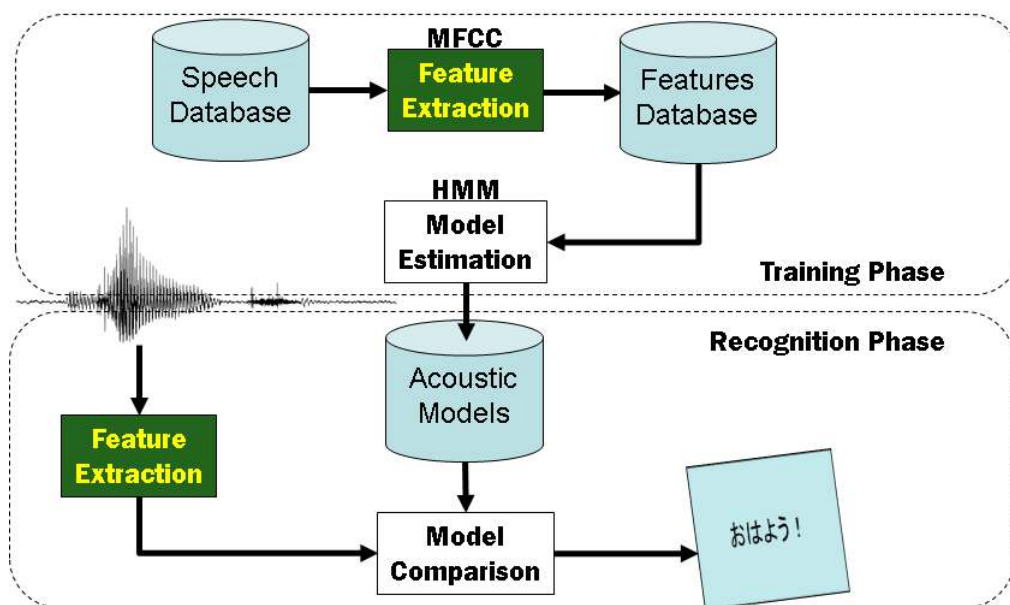 MFCC
Speech
Database
Feature
Extraction
Features
Database
HMM
Model
Estimation
Training Phase
Recognition Phase
Acoustic
Models
Feature
Extraction
Model
Comparison
おはよう!